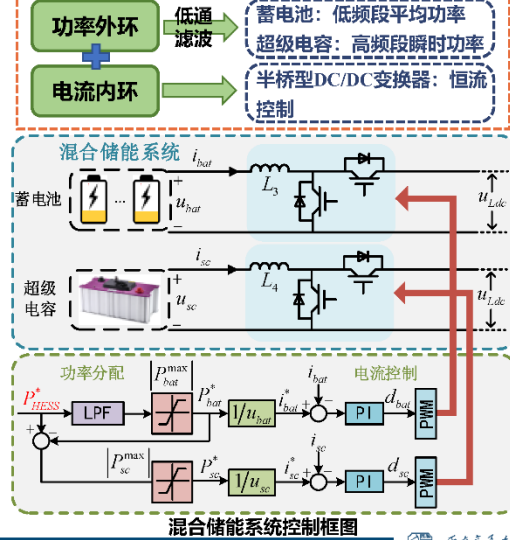 功率外环
低通
滤波
蓄电池：低频段平均功率
超级电容：高频段瞬时功率
电流内环
半桥型DC/DC变换器：恒流
控制
混合储能系统
蓄电池
...
i_bat
+
u_bat
−
L_3
u_Ldc
超级
电容
i_sc
+
u_sc
−
L_4
u_Ldc
功率分配
电流控制
P*_HESS
LPF
|P_bat^max|
P*_bat
1/u_bat
i*_bat
i_bat
+
−
PI
d_bat
PWM
+
−
|P_sc^max|
P*_sc
1/u_sc
i*_sc
i_sc
+
−
PI
d_sc
PWM
混合储能系统控制框图